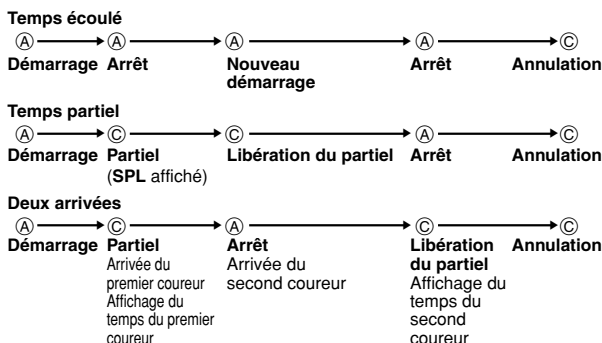 Temps écoulé
Ⓐ Ⓐ Ⓐ Ⓐ Ⓒ
Démarrage Arrêt Nouveau démarrage Arrêt Annulation
Temps partiel
Ⓐ Ⓒ Ⓒ Ⓐ Ⓒ
Démarrage Partiel Libération du partiel Arrêt Annulation
(SPL affiché)
Deux arrivées
Ⓐ Ⓒ Ⓐ Ⓒ Ⓒ
Démarrage Partiel Arrêt Libération Annulation
Arrivée du Arrivée du du partiel
premier coureur second coureur Affichage du
Affichage du temps du
temps du premier second
coureur coureur